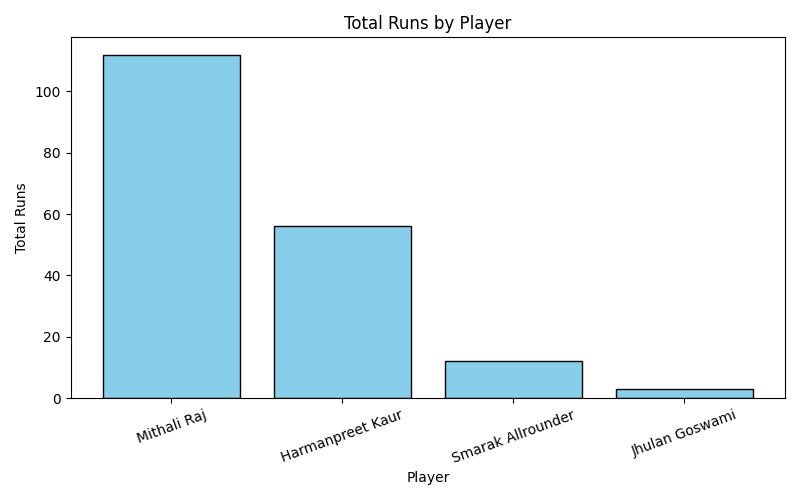 Total Runs by Player
Total Runs
100
80
60
40
20
0
Mithali Raj
Harmanpreet Kaur
Smarak Allrounder
Jhulan Goswami
Player